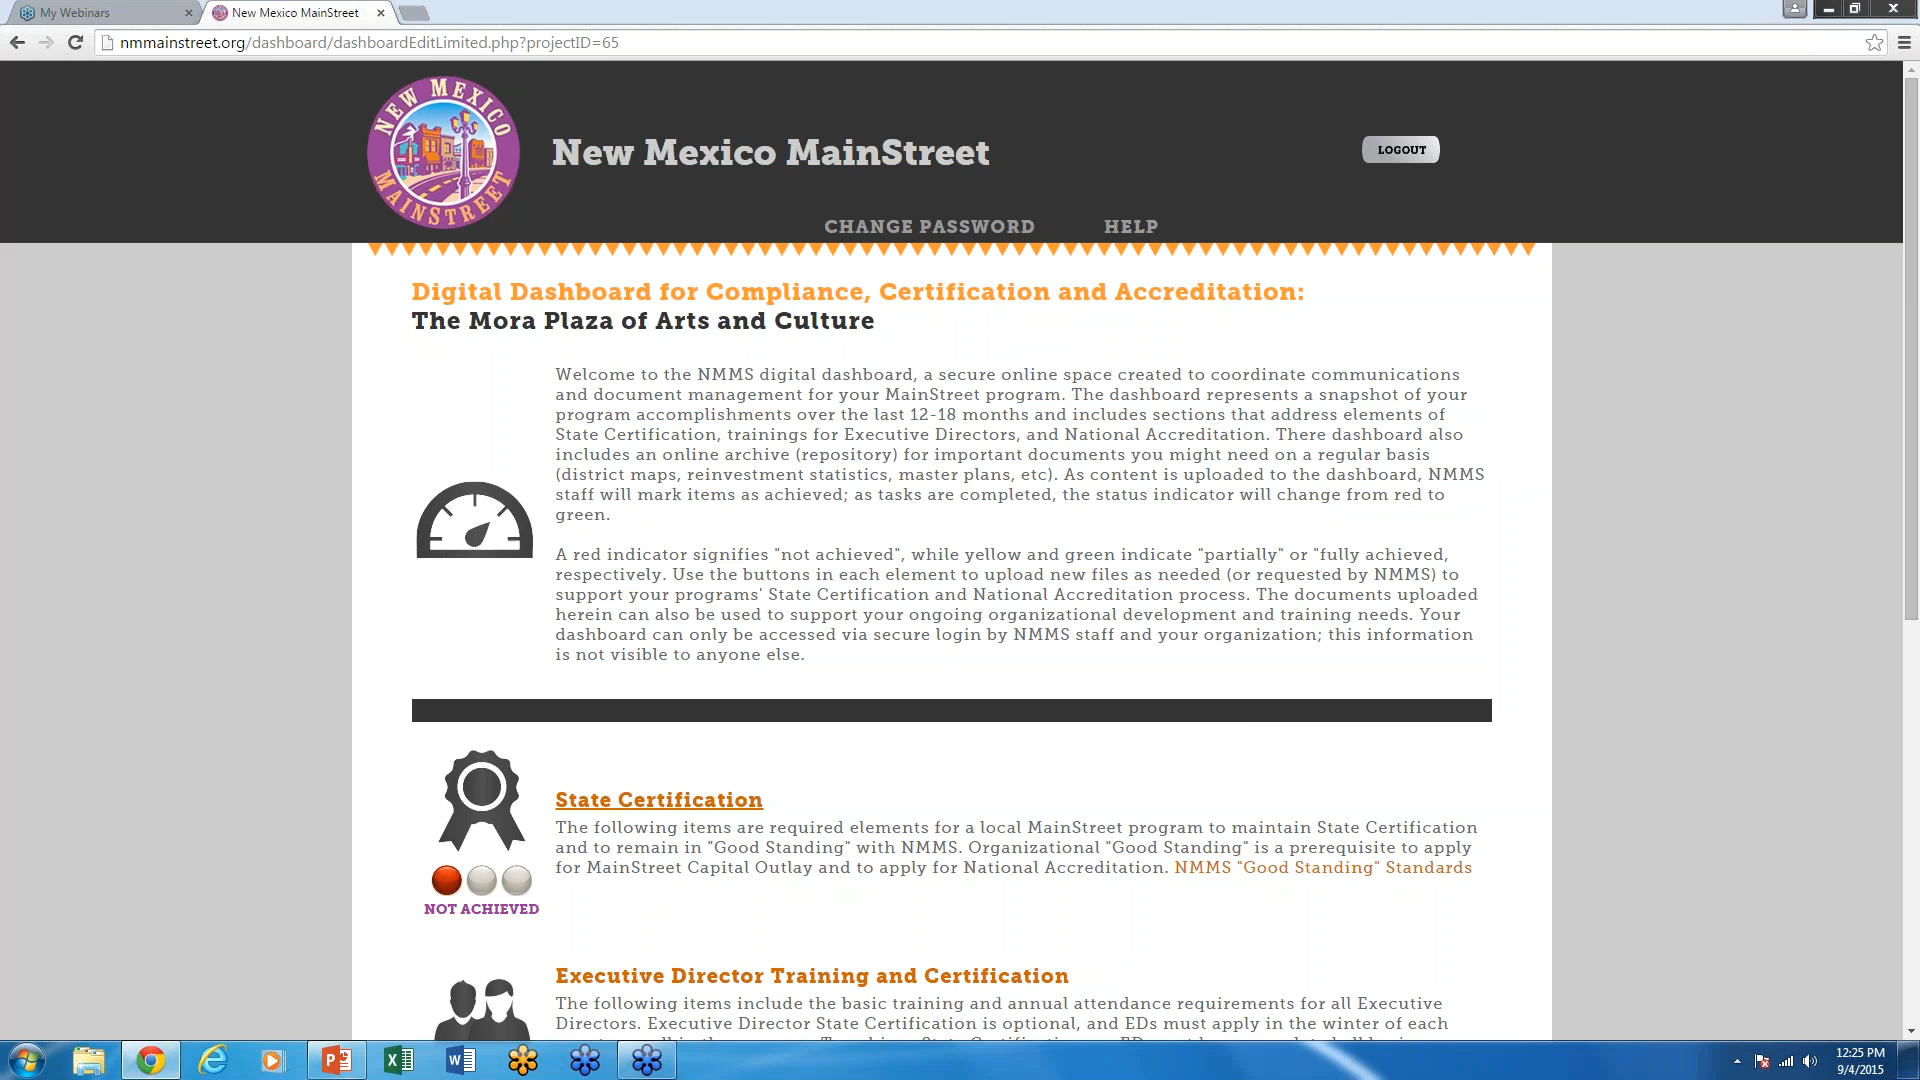 My Webinars
New Mexico MainStreet
nmmainstreet.org/dashboard/dashboardEditLimited.php?projectID=65
NEW MEXICO
MAINSTREET
New Mexico MainStreet
LOGOUT
CHANGE PASSWORD
HELP
Digital Dashboard for Compliance, Certification and Accreditation:
The Mora Plaza of Arts and Culture
Welcome to the NMMS digital dashboard, a secure online space created to coordinate communications
and document management for your MainStreet program. The dashboard represents a snapshot of your
program accomplishments over the last 12-18 months and includes sections that address elements of
State Certification, trainings for Executive Directors, and National Accreditation. There dashboard also
includes an online archive (repository) for important documents you might need on a regular basis
(district maps, reinvestment statistics, master plans, etc). As content is uploaded to the dashboard, NMMS
staff will mark items as achieved; as tasks are completed, the status indicator will change from red to
green.
A red indicator signifies "not achieved", while yellow and green indicate "partially" or "fully achieved,
respectively. Use the buttons in each element to upload new files as needed (or requested by NMMS) to
support your programs' State Certification and National Accreditation process. The documents uploaded
herein can also be used to support your ongoing organizational development and training needs. Your
dashboard can only be accessed via secure login by NMMS staff and your organization; this information
is not visible to anyone else.
State Certification
The following items are required elements for a local MainStreet program to maintain State Certification
and to remain in "Good Standing" with NMMS. Organizational "Good Standing" is a prerequisite to apply
for MainStreet Capital Outlay and to apply for National Accreditation. NMMS "Good Standing" Standards
NOT ACHIEVED
Executive Director Training and Certification
The following items include the basic training and annual attendance requirements for all Executive
Directors. Executive Director State Certification is optional, and EDs must apply in the winter of each
12:25 PM
9/4/2015